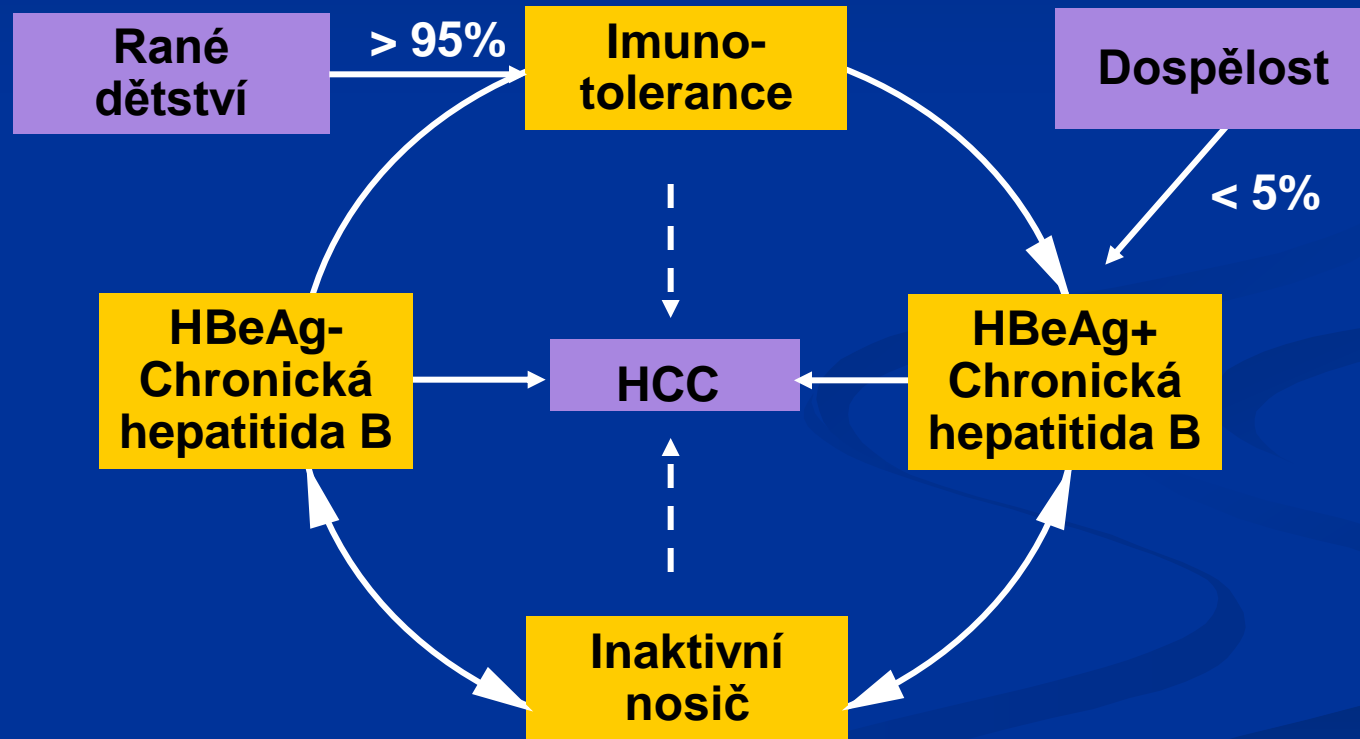 Rané
dětství
> 95%
Imuno-
tolerance
Dospělost
< 5%
HBeAg-
Chronická
hepatitida B
HCC
HBeAg+
Chronická
hepatitida B
Inaktivní
nosič